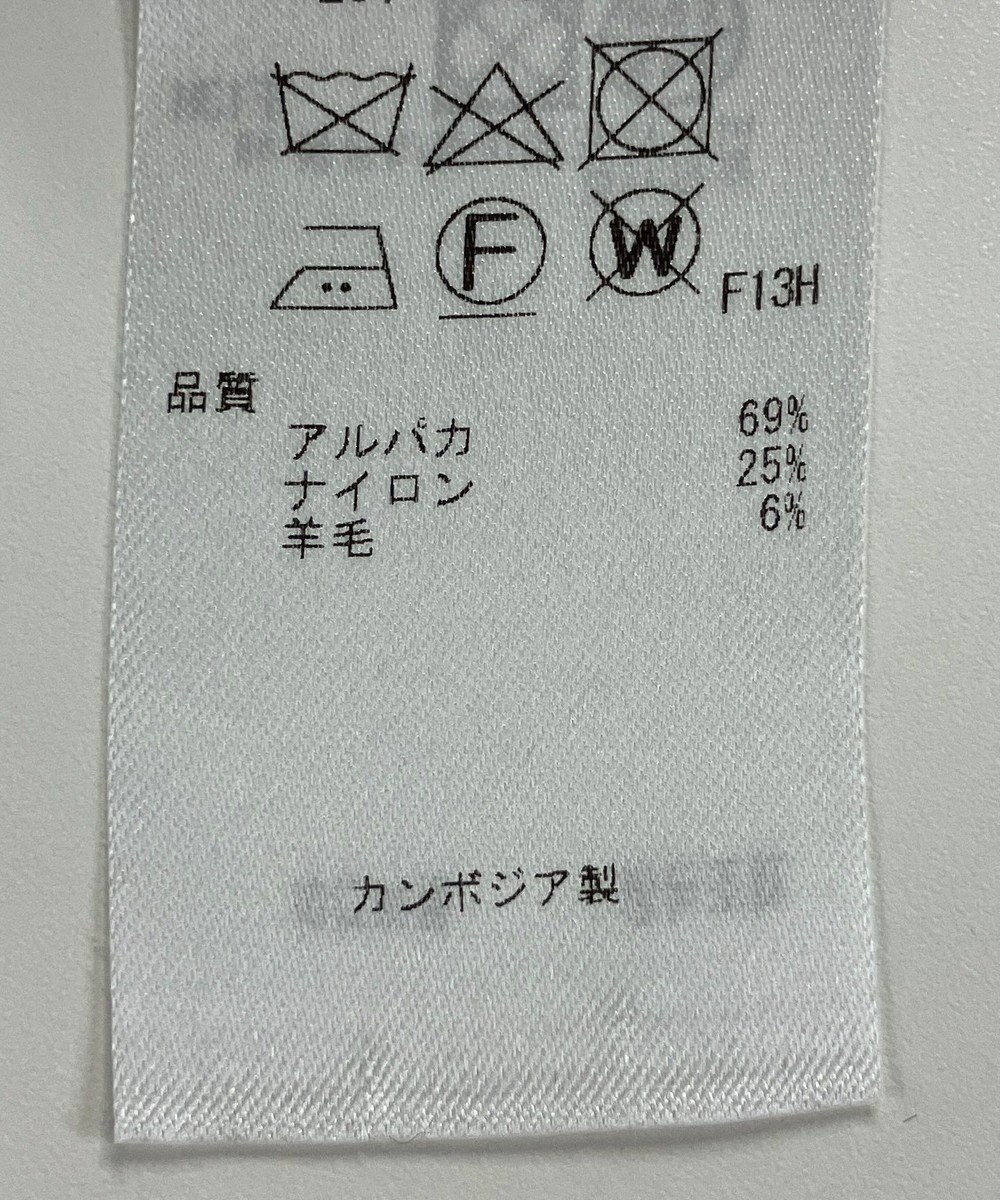 F
W
F13H
品質
アルパカ 69%
ナイロン 25%
羊毛 6%
カンボジア製